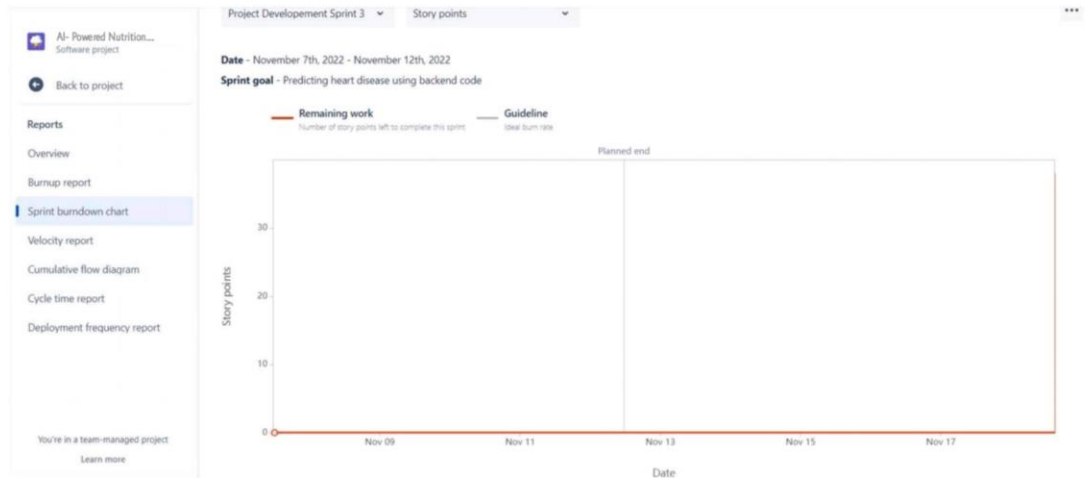 Project Developement Sprint 3
Story points
AI- Powered Nutrition...
Software project
Back to project
Reports
Overview
Burnup report
Sprint burndown chart
Velocity report
Cumulative flow diagram
Cycle time report
Deployment frequency report
You're in a team-managed project
Learn more
Date - November 7th, 2022 - November 12th, 2022
Sprint goal - Predicting heart disease using backend code
Remaining work
Number of story points left to complete this sprint
Guideline
Ideal burn rate
Planned end
Story points
30
20
10
0
Nov 09
Nov 11
Nov 13
Nov 15
Nov 17
Date